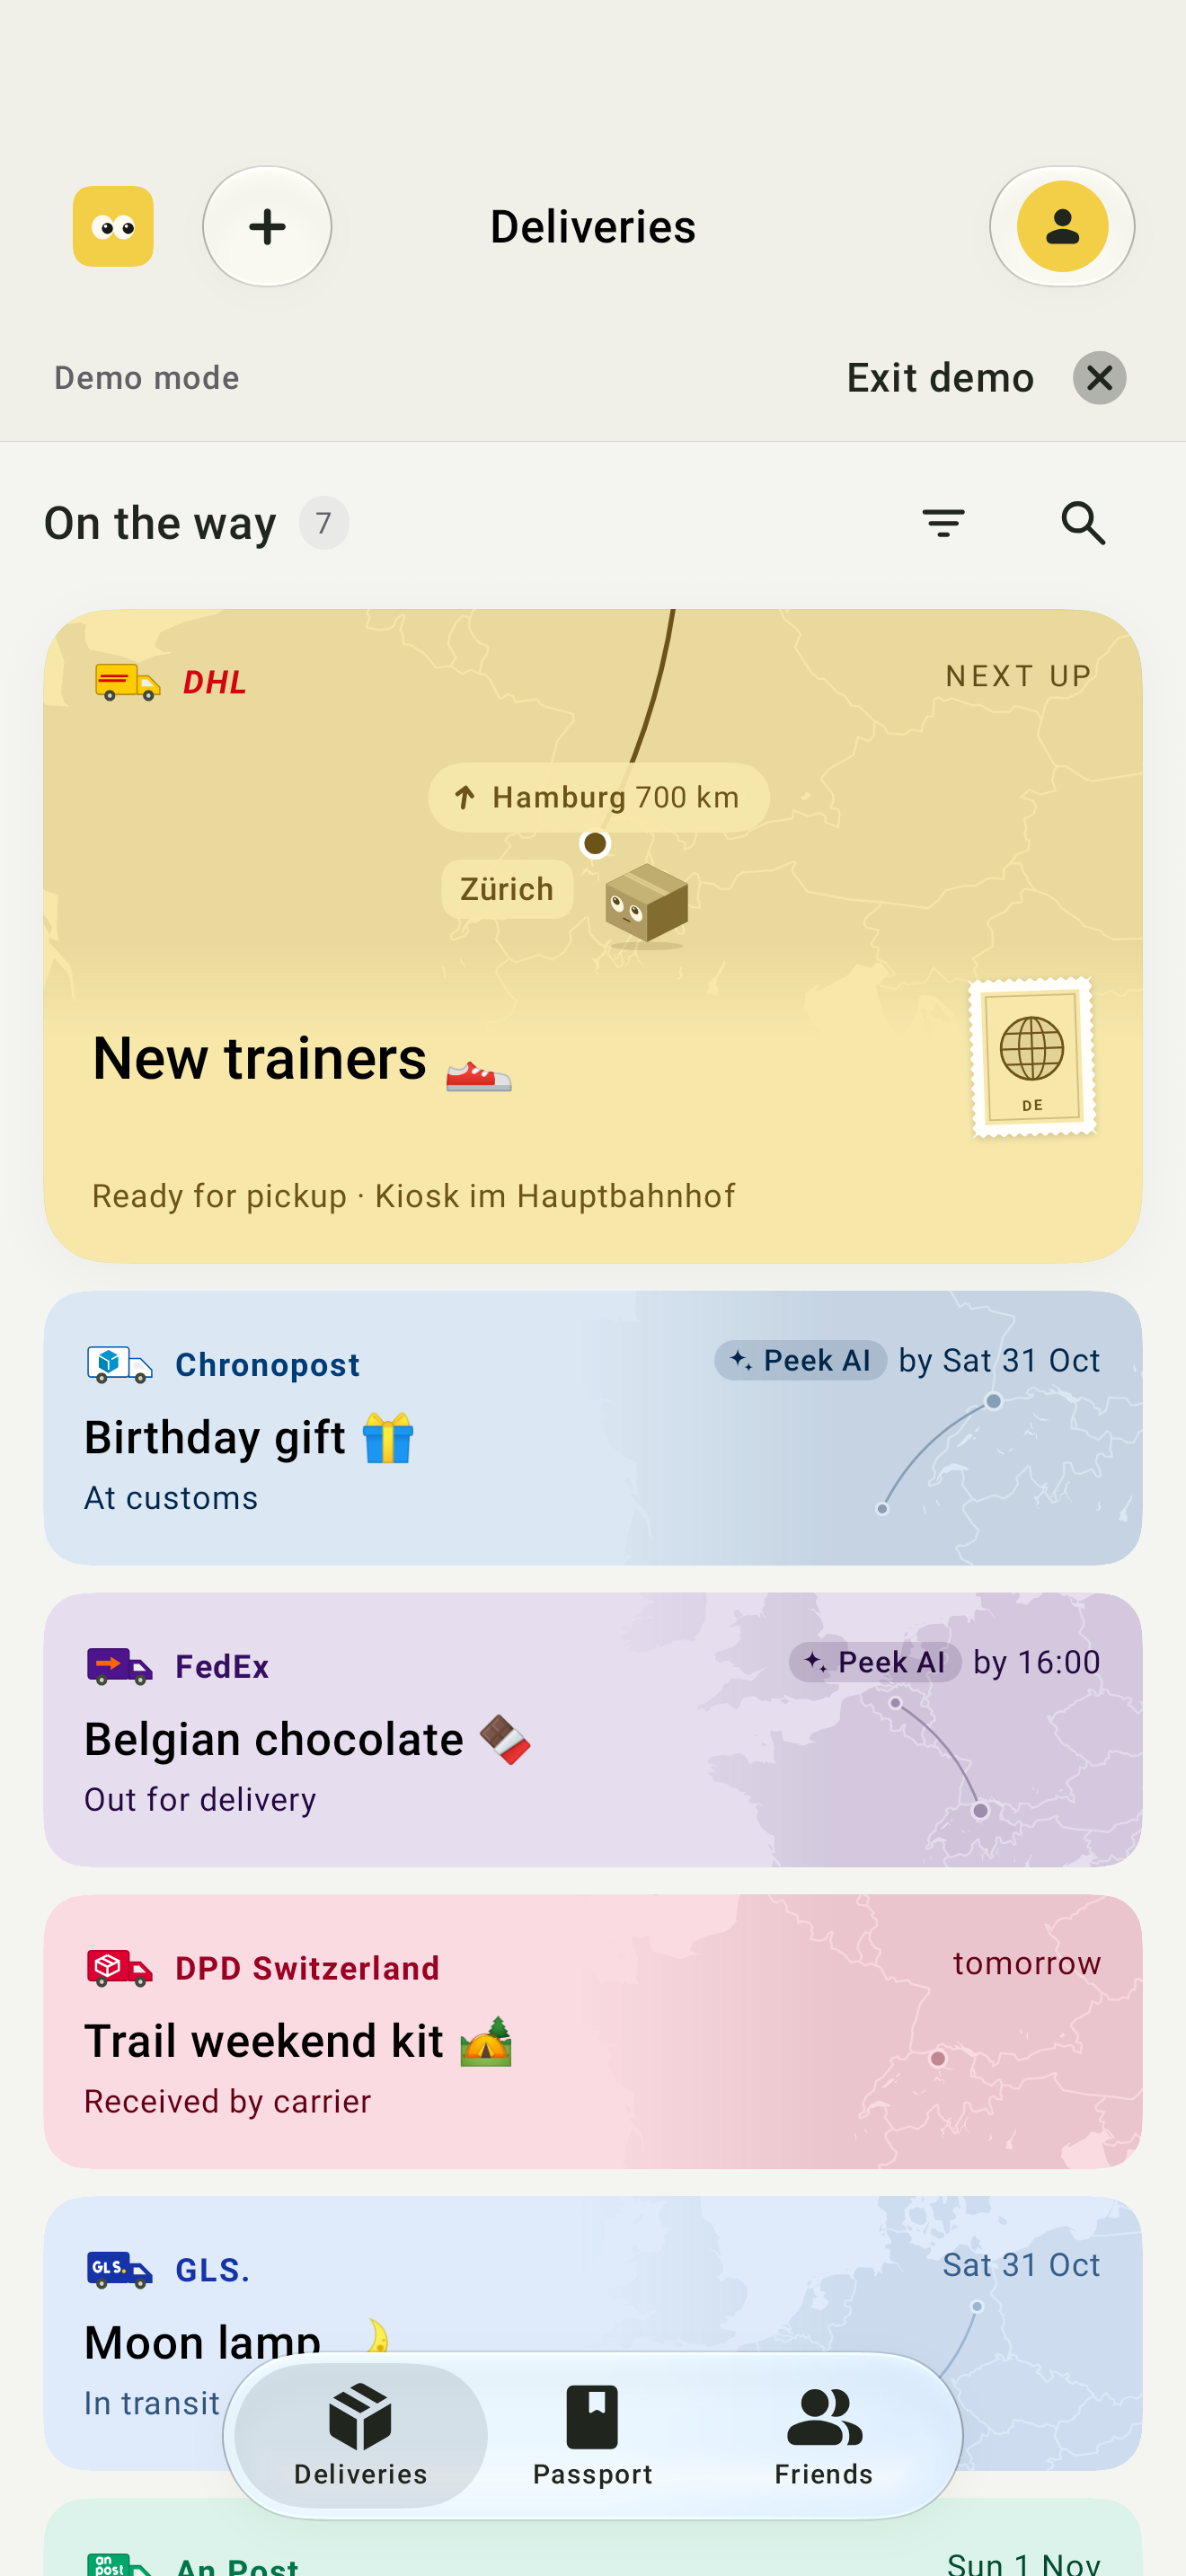 Deliveries
Demo mode
Exit demo
On the way 7
DHL
NEXT UP
Hamburg 700 km
Zürich
New trainers
DE
Ready for pickup · Kiosk im Hauptbahnhof
Chronopost
Peek AI by Sat 31 Oct
Birthday gift
At customs
FedEx
Peek AI by 16:00
Belgian chocolate
Out for delivery
DPD Switzerland
tomorrow
Trail weekend kit
Received by carrier
GLS.
GLS.
Sat 31 Oct
Moon lamp
In transit
Deliveries
Passport
Friends
an post
An Post
Sun 1 Nov